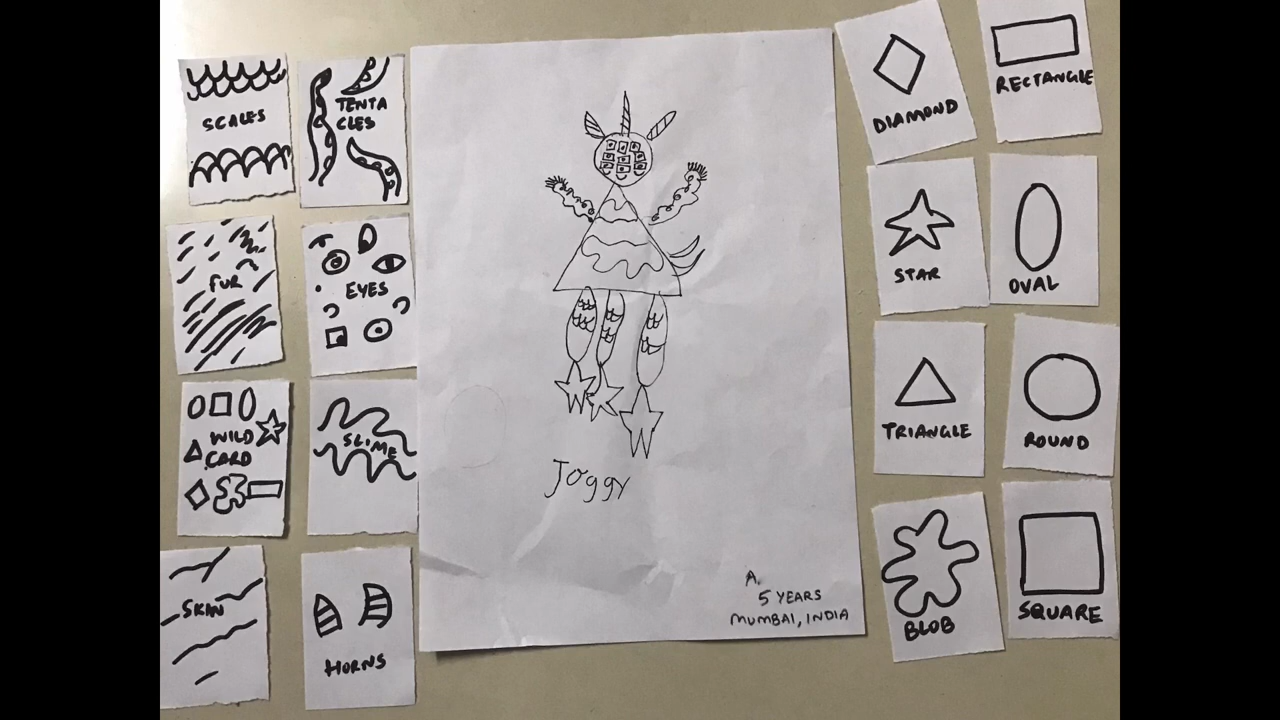 SCALES
TENTA
CLES
FUR
EYES
WILD
CARD
SLIME
SKIN
HORNS
Joggy
A.
5 YEARS
MUMBAI, INDIA
DIAMOND
RECTANGLE
STAR
OVAL
TRIANGLE
ROUND
BLOB
SQUARE